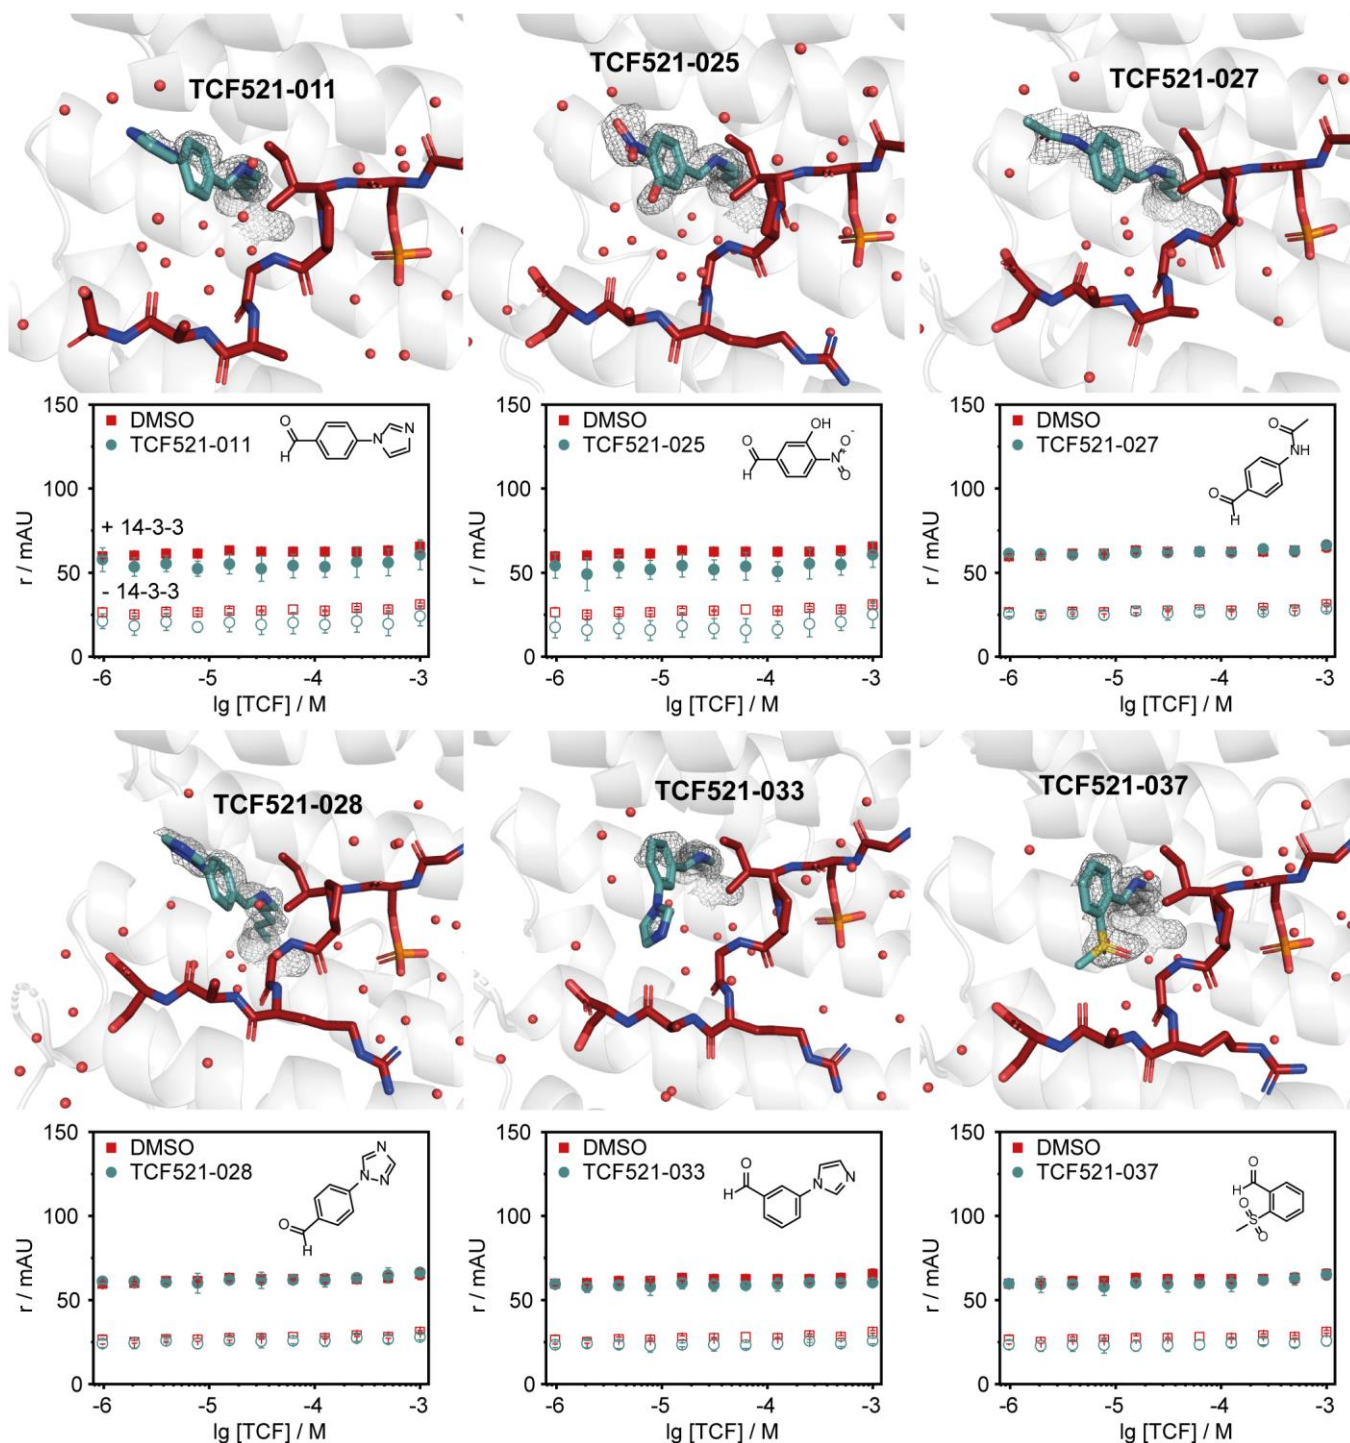 TCF521-011
TCF521-025
TCF521-027
150
DMSO
TCF521-011
O
H
N
N
100
r / mAU
+ 14-3-3
50
- 14-3-3
0
-6
-5
-4
-3
lg [TCF] / M
150
DMSO
TCF521-025
OH
O
H
N+
O-
O
100
r / mAU
50
0
-6
-5
-4
-3
lg [TCF] / M
150
DMSO
TCF521-027
O
NH
O
H
100
r / mAU
50
0
-6
-5
-4
-3
lg [TCF] / M
TCF521-028
TCF521-033
TCF521-037
150
DMSO
TCF521-028
N
N
N
O
H
100
r / mAU
50
0
-6
-5
-4
-3
lg [TCF] / M
150
DMSO
TCF521-033
O
H
N
N
100
r / mAU
50
0
-6
-5
-4
-3
lg [TCF] / M
150
DMSO
TCF521-037
O
H
O
S
O
100
r / mAU
50
0
-6
-5
-4
-3
lg [TCF] / M